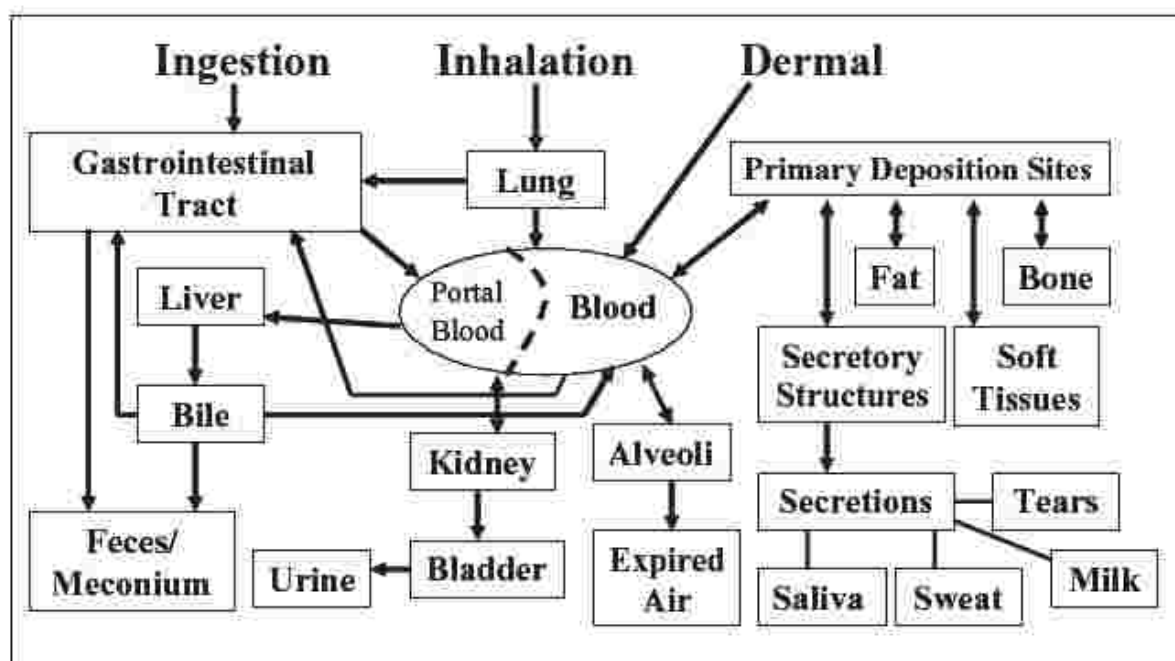 Ingestion
Inhalation
Dermal
Gastrointestinal
Tract
Lung
Primary Deposition Sites
Liver
Portal
Blood
Blood
Fat
Bone
Secretory
Structures
Soft
Tissues
Bile
Kidney
Alveoli
Secretions
Tears
Feces/
Meconium
Urine
Bladder
Expired
Air
Saliva
Sweat
Milk